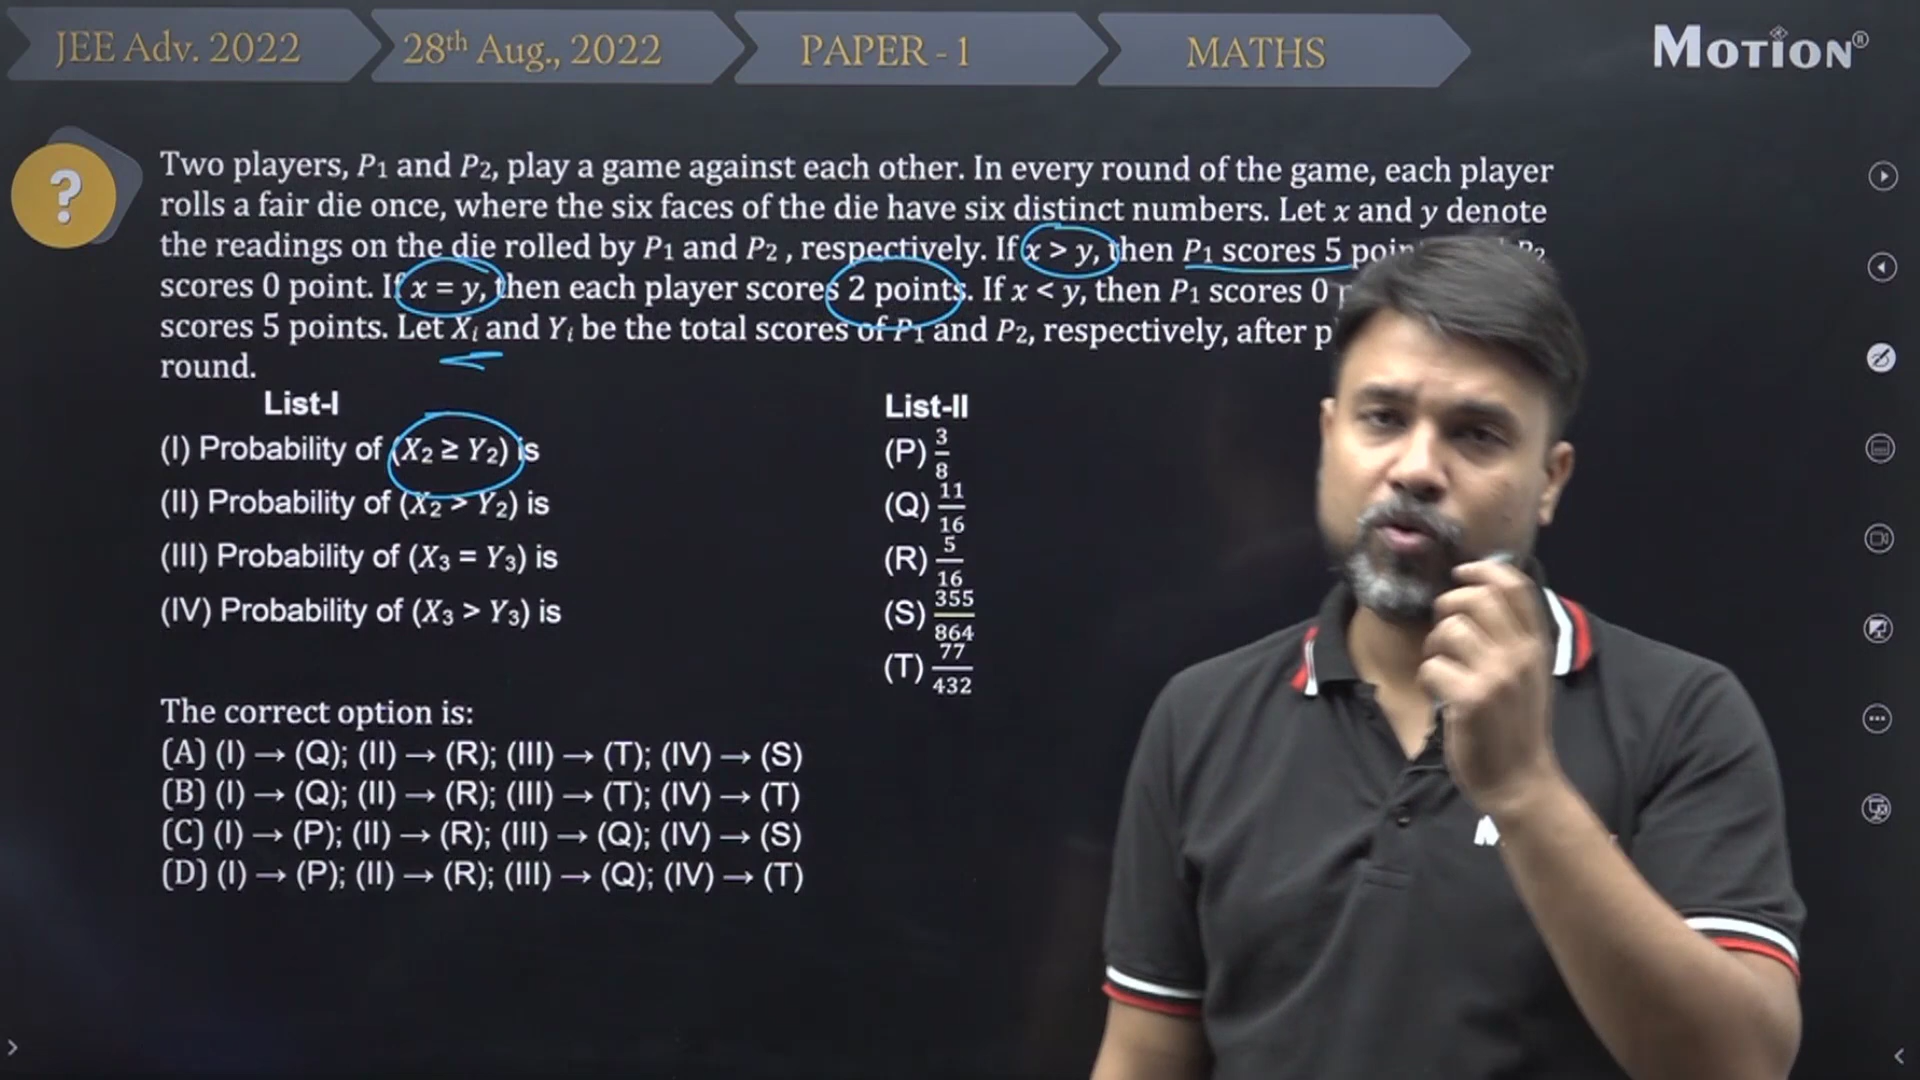 JEE Adv. 2022 28th Aug., 2022 PAPER - 1 MATHS MOTION®
?
Two players, P₁ and P₂, play a game against each other. In every round of the game, each player
rolls a fair die once, where the six faces of the die have six distinct numbers. Let x and y denote
the readings on the die rolled by P₁ and P₂ , respectively. If x > y, then P₁ scores 5 P₂
scores 0 point. If x = y, then each player scores 2 points. If x < y, then P₁ scores 0
scores 5 points. Let Xᵢ and Yᵢ be the total scores of P₁ and P₂, respectively, after
round.
List-I List-II
(I) Probability of (X₂ ≥ Y₂) is (P) 3/8
(II) Probability of (X₂ > Y₂) is (Q) 11/16
(III) Probability of (X₃ = Y₃) is (R) 5/16
(IV) Probability of (X₃ > Y₃) is (S) 355/864
(T) 77/432
The correct option is:
(A) (I) → (Q); (II) → (R); (III) → (T); (IV) → (S)
(B) (I) → (Q); (II) → (R); (III) → (T); (IV) → (T)
(C) (I) → (P); (II) → (R); (III) → (Q); (IV) → (S)
(D) (I) → (P); (II) → (R); (III) → (Q); (IV) → (T)